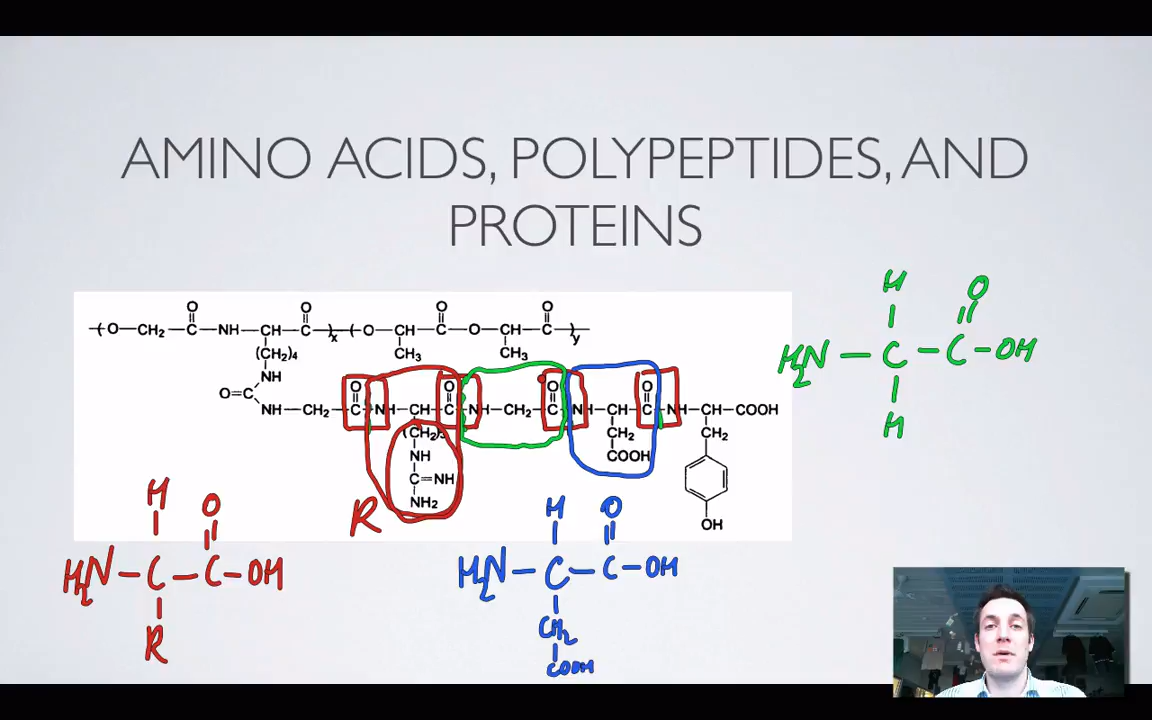 AMINO ACIDS, POLYPEPTIDES, AND
PROTEINS
O O O O
(O—CH2—C—NH—CH—C)x(O—CH—C—O—CH—C)y
(CH2)4 CH3 CH3
NH
O=C
NH—CH2—C—NH—CH—C—NH—CH2—C—NH—CH—C—NH—CH—COOH
O O O O
(CH2)3 CH2 CH2
NH COOH
C=NH
NH2
OH
R
H O
H2N—C—C—OH
R
H O
H2N—C—C—OH
CH2
COOH
H O
H2N—C—C—OH
H